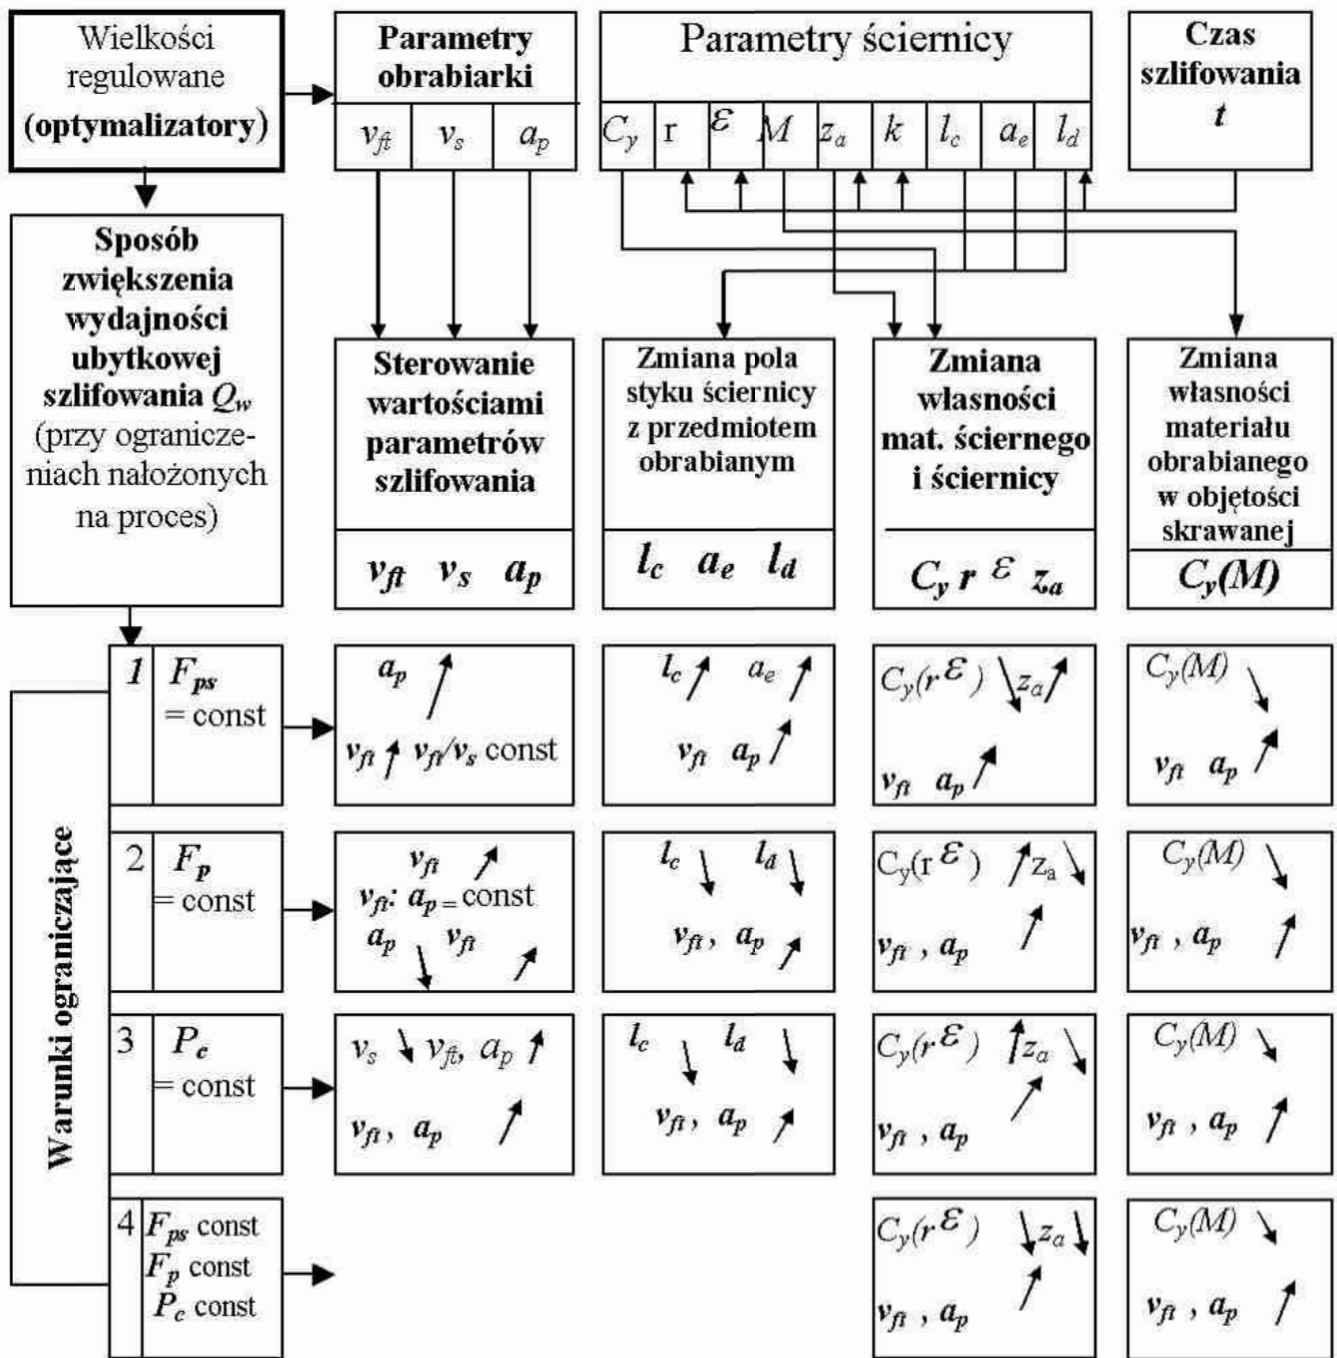 Wielkości
regulowane
(optymalizatory)
Parametry
obrabiarki
v_ft v_s a_p
Parametry ściernicy
C_y r ε M z_a k l_c a_e l_d
Czas
szlifowania
t
Sposób
zwiększenia
wydajności
ubytkowej
szlifowania Q_w
(przy ogranicze-
niach nałożonych
na proces)
Sterowanie
wartościami
parametrów
szlifowania
v_ft v_s a_p
Zmiana pola
styku ściernicy
z przedmiotem
obrabianym
l_c a_e l_d
Zmiana
własności
mat. ściernego
i ściernicy
C_y r ε z_a
Zmiana
własności
materiału
obrabianego
w objętości
skrawanej
C_y(M)
Warunki ograniczające
1 F_ps
= const
a_p
v_ft v_ft/v_s const
l_c a_e
v_ft a_p
C_y(r ε) z_a
v_ft a_p
C_y(M)
v_ft a_p
2 F_p
= const
v_ft
v_ft: a_p = const
a_p v_ft
l_c l_d
v_ft, a_p
C_y(r ε) z_a
v_ft , a_p
C_y(M)
v_ft , a_p
3 P_c
= const
v_s v_ft, a_p
v_ft, a_p
l_c l_d
v_ft, a_p
C_y(r ε) z_a
v_ft , a_p
C_y(M)
v_ft , a_p
4 F_ps const
F_p const
P_c const
C_y(r ε) z_a
v_ft , a_p
C_y(M)
v_ft , a_p